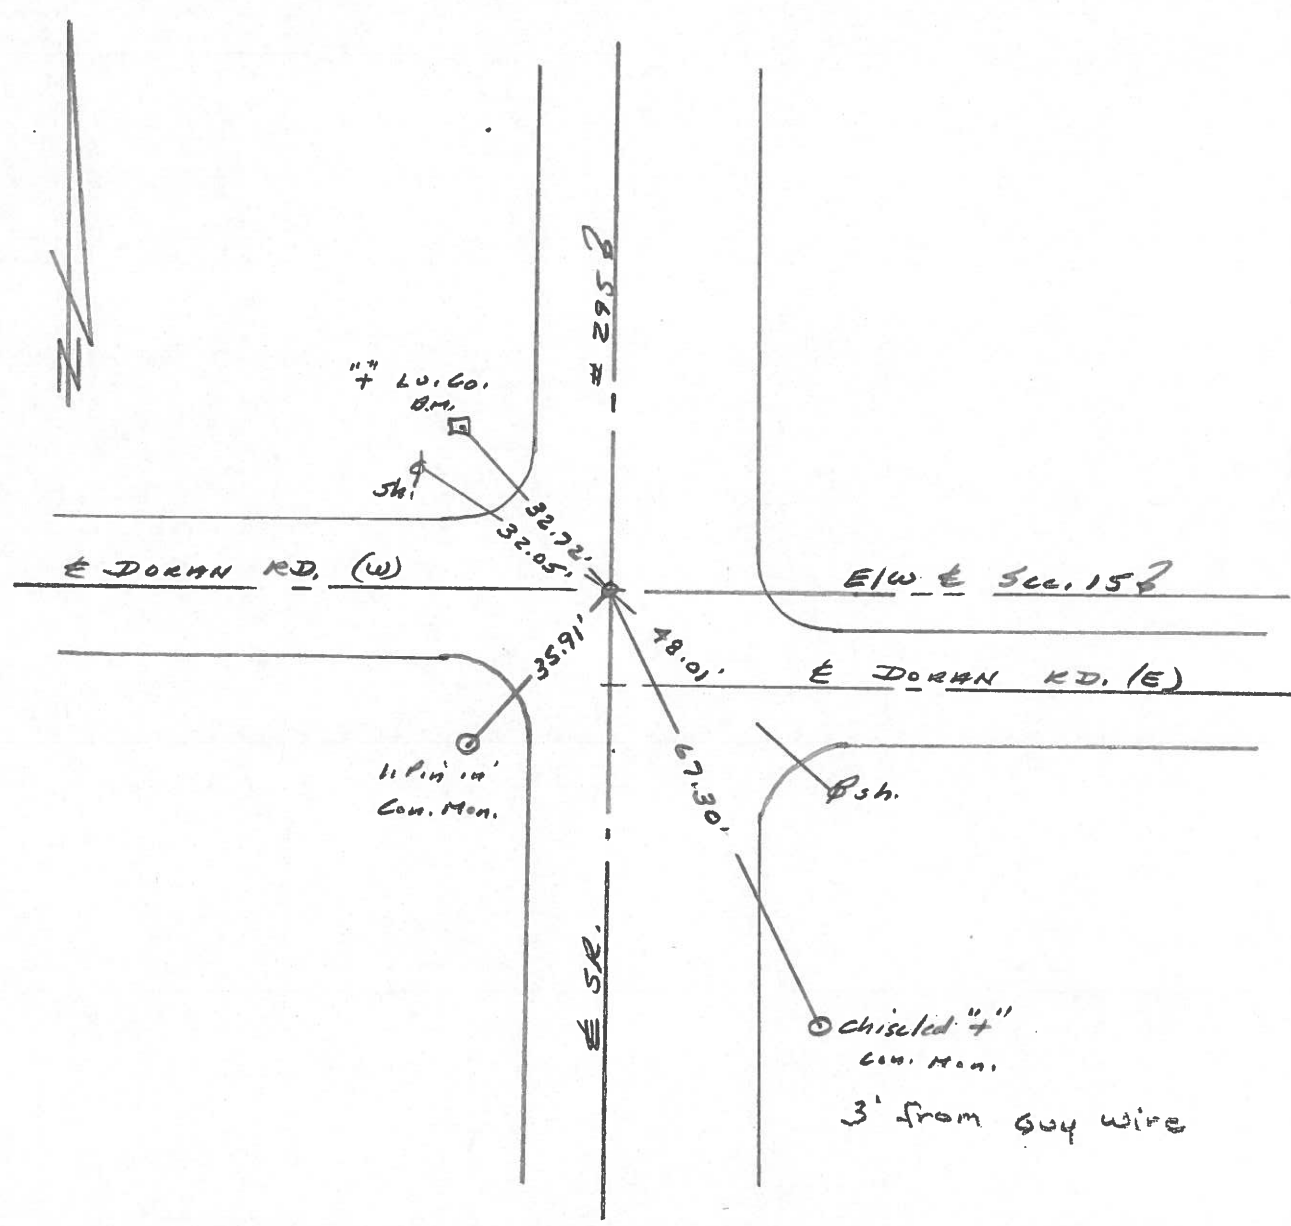 N
# 295
"+" Lu. Co.
B.M.
Sh.
32.72'
32.05'
℄ DORAN RD. (W)
E/W ℄ Sec. 15
35.91'
48.01'
℄ DORAN RD. (E)
67.30'
Pin in
Con. Mon.
sh.
℄ SR.
Chiseled "+"
Con. Mon.
3' from guy wire